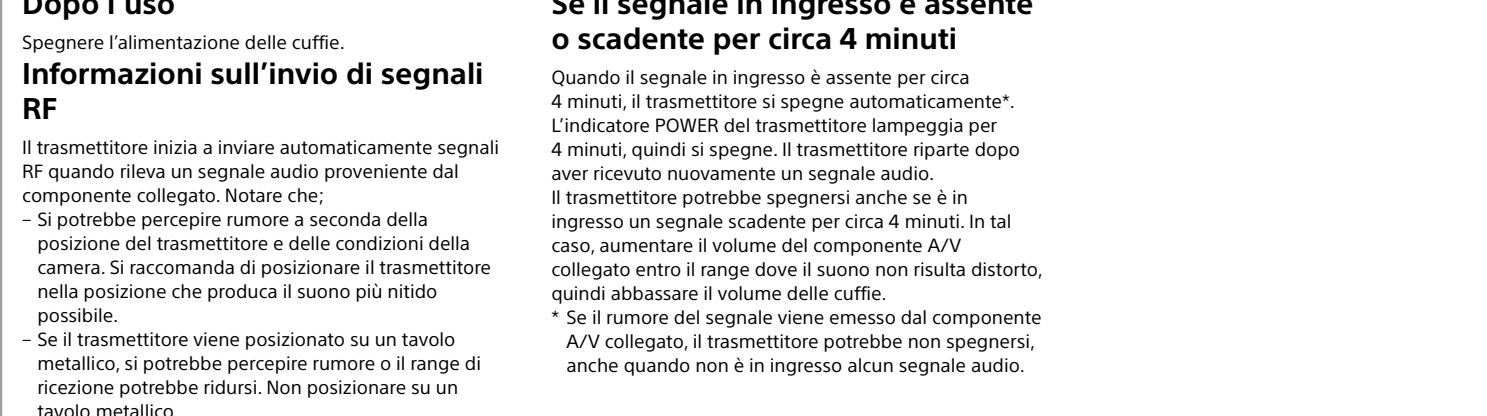 Dopo l'uso
Spegnere l'alimentazione delle cuffie.
Informazioni sull'invio di segnali
RF
Il trasmettitore inizia a inviare automaticamente segnali
RF quando rileva un segnale audio proveniente dal
componente collegato. Notare che;
– Si potrebbe percepire rumore a seconda della
posizione del trasmettitore e delle condizioni della
camera. Si raccomanda di posizionare il trasmettitore
nella posizione che produca il suono più nitido
possibile.
– Se il trasmettitore viene posizionato su un tavolo
metallico, si potrebbe percepire rumore o il range di
ricezione potrebbe ridursi. Non posizionare su un
tavolo metallico.
Se il segnale in ingresso è assente
o scadente per circa 4 minuti
Quando il segnale in ingresso è assente per circa
4 minuti, il trasmettitore si spegne automaticamente*.
L'indicatore POWER del trasmettitore lampeggia per
4 minuti, quindi si spegne. Il trasmettitore riparte dopo
aver ricevuto nuovamente un segnale audio.
Il trasmettitore potrebbe spegnersi anche se è in
ingresso un segnale scadente per circa 4 minuti. In tal
caso, aumentare il volume del componente A/V
collegato entro il range dove il suono non risulta distorto,
quindi abbassare il volume delle cuffie.
* Se il rumore del segnale viene emesso dal componente
A/V collegato, il trasmettitore potrebbe non spegnersi,
anche quando non è in ingresso alcun segnale audio.